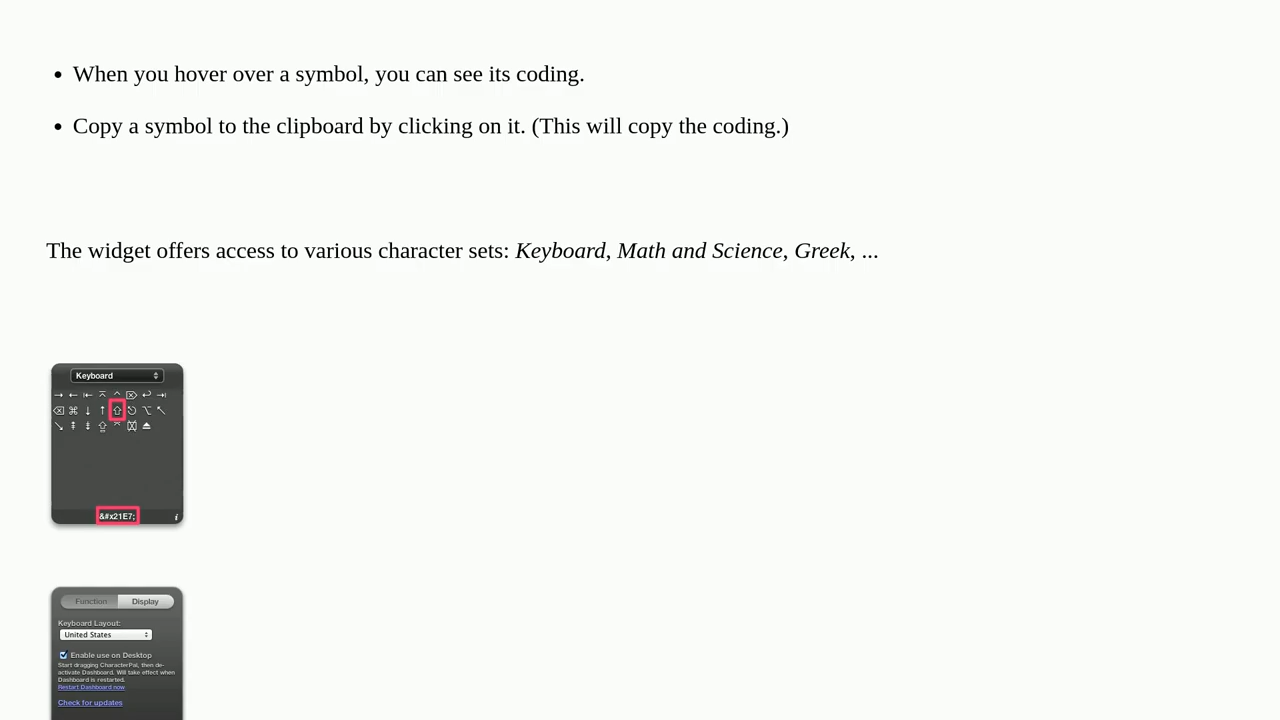 • When you hover over a symbol, you can see its coding.
• Copy a symbol to the clipboard by clicking on it. (This will copy the coding.)
The widget offers access to various character sets: Keyboard, Math and Science, Greek, ...
Keyboard
→ ← ⇤ ⌤ ⌃ ⌦ ↩ ⇥
⌫ ⌘ ↓ ↑ ⇧ ⎋ ⌥ ↖
↘ ⇞ ⇟ ⏏
&#x21E7; i
Function Display
Keyboard Layout:
United States
Enable use on Desktop
Start dragging CharacterPal, then de-
activate Dashboard. Will take effect when
Dashboard is restarted.
Restart Dashboard now
Check for updates